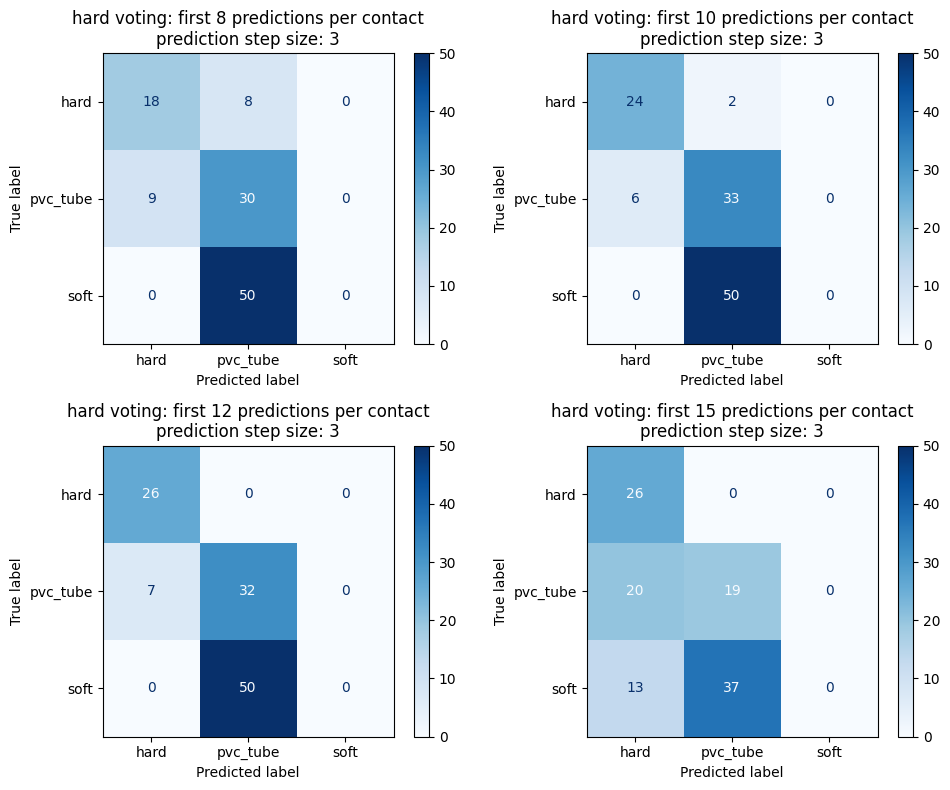 hard voting: first 8 predictions per contact
prediction step size: 3
50
40
30
20
10
0
hard
pvc_tube
soft
True label
18 8 0
9 30 0
0 50 0
hard pvc_tube soft
Predicted label
hard voting: first 10 predictions per contact
prediction step size: 3
50
40
30
20
10
0
hard
pvc_tube
soft
True label
24 2 0
6 33 0
0 50 0
hard pvc_tube soft
Predicted label
hard voting: first 12 predictions per contact
prediction step size: 3
50
40
30
20
10
0
hard
pvc_tube
soft
True label
26 0 0
7 32 0
0 50 0
hard pvc_tube soft
Predicted label
hard voting: first 15 predictions per contact
prediction step size: 3
50
40
30
20
10
0
hard
pvc_tube
soft
True label
26 0 0
20 19 0
13 37 0
hard pvc_tube soft
Predicted label